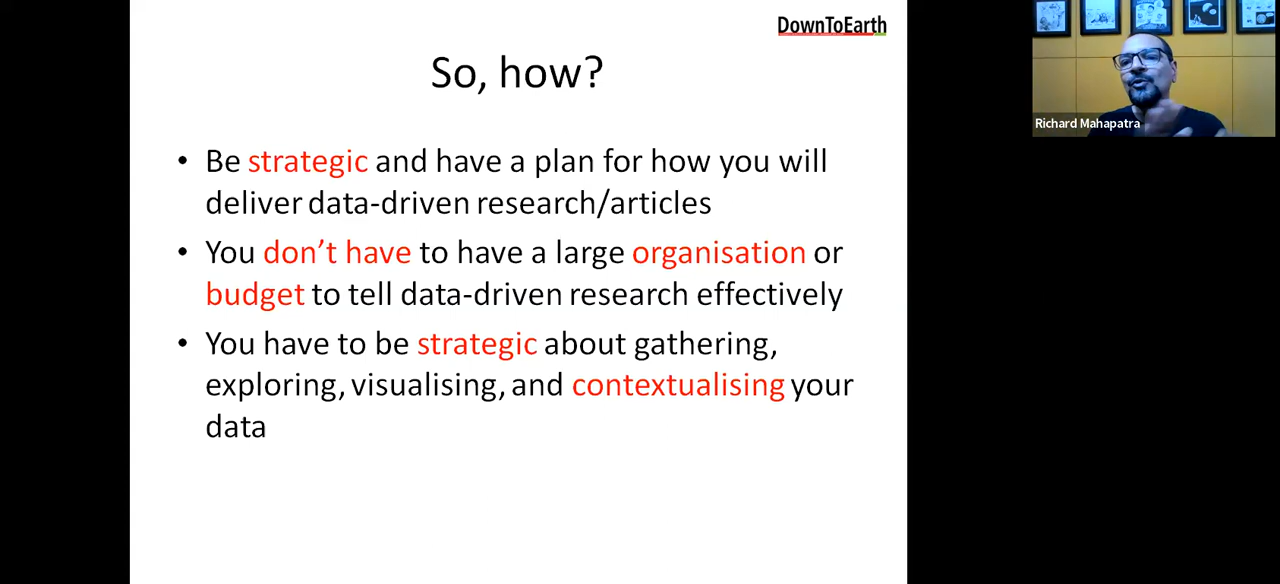 DownToEarth
So, how?
• Be strategic and have a plan for how you will
deliver data-driven research/articles
• You don’t have to have a large organisation or
budget to tell data-driven research effectively
• You have to be strategic about gathering,
exploring, visualising, and contextualising your
data
Richard Mahapatra